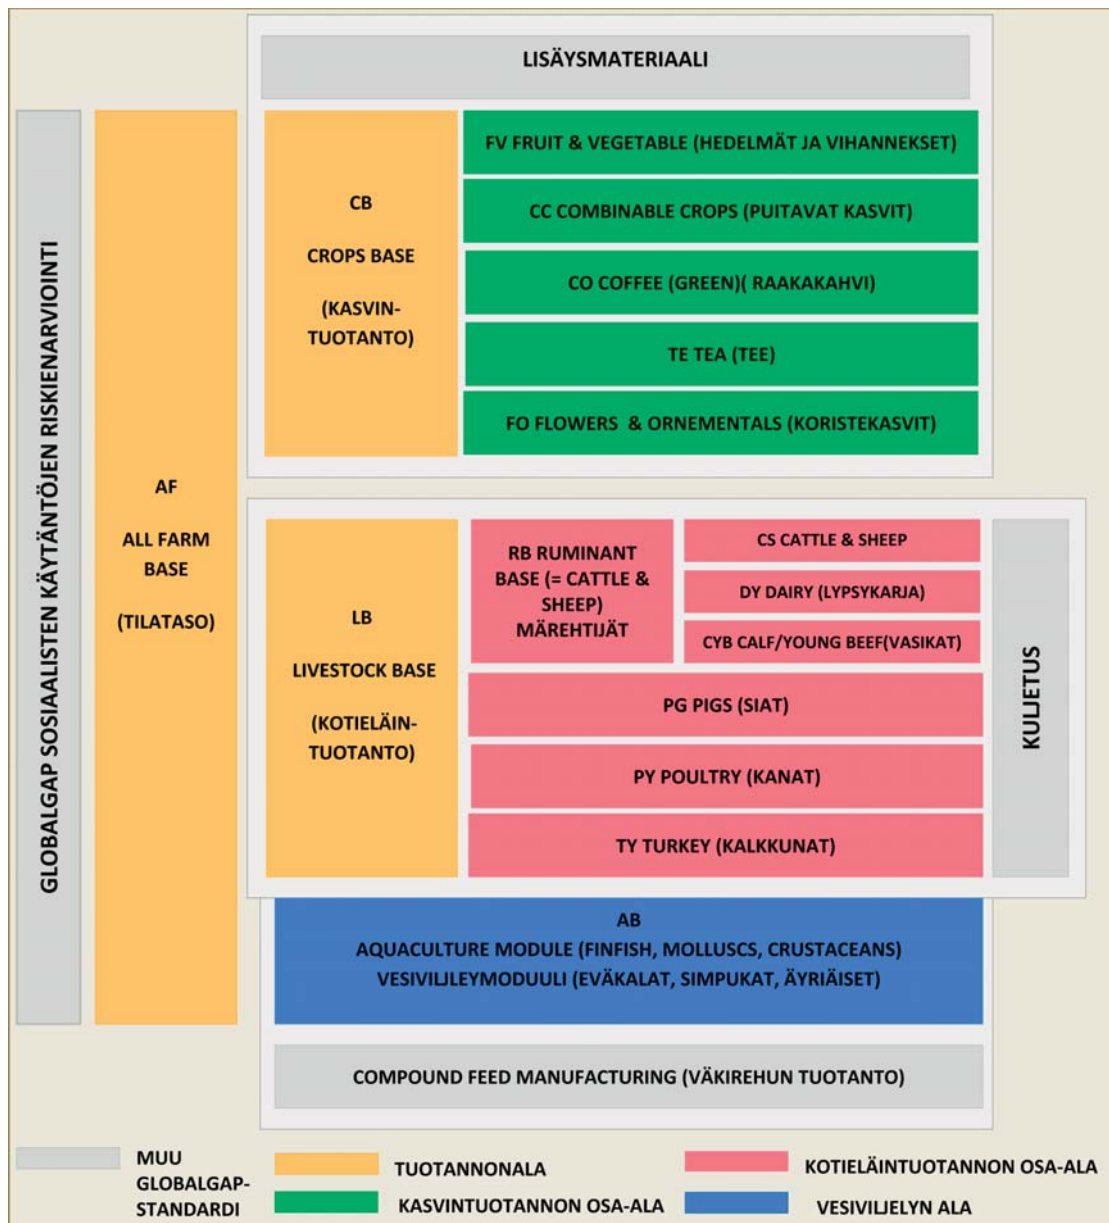 LISÄYSMATERIAALI
GLOBALGAP SOSIAALISTEN KÄYTÄNTÖJEN RISKIENARVIOINTI
AF
ALL FARM
BASE
(TILATASO)
CB
CROPS BASE
(KASVIN-
TUOTANTO)
FV FRUIT & VEGETABLE (HEDELMÄT JA VIHANNEKSET)
CC COMBINABLE CROPS (PUITAVAT KASVIT)
CO COFFEE (GREEN)( RAAKAKAHVI)
TE TEA (TEE)
FO FLOWERS & ORNEMENTALS (KORISTEKASVIT)
LB
LIVESTOCK BASE
(KOTIELÄIN-
TUOTANTO)
RB RUMINANT
BASE (= CATTLE &
SHEEP)
MÄREHTIJÄT
CS CATTLE & SHEEP
DY DAIRY (LYPSYKARJA)
CYB CALF/YOUNG BEEF(VASIKAT)
PG PIGS (SIAT)
PY POULTRY (KANAT)
TY TURKEY (KALKKUNAT)
KULJETUS
AB
AQUACULTURE MODULE (FINFISH, MOLLUSCS, CRUSTACEANS)
VESIVILJLEYMODUULI (EVÄKALAT, SIMPUKAT, ÄYRIÄISET)
COMPOUND FEED MANUFACTURING (VÄKIREHUN TUOTANTO)
MUU
GLOBALGAP-
STANDARDI
TUOTANNONALA
KASVINTUOTANNON OSA-ALA
KOTIELÄINTUOTANNON OSA-ALA
VESIVILJELYN ALA